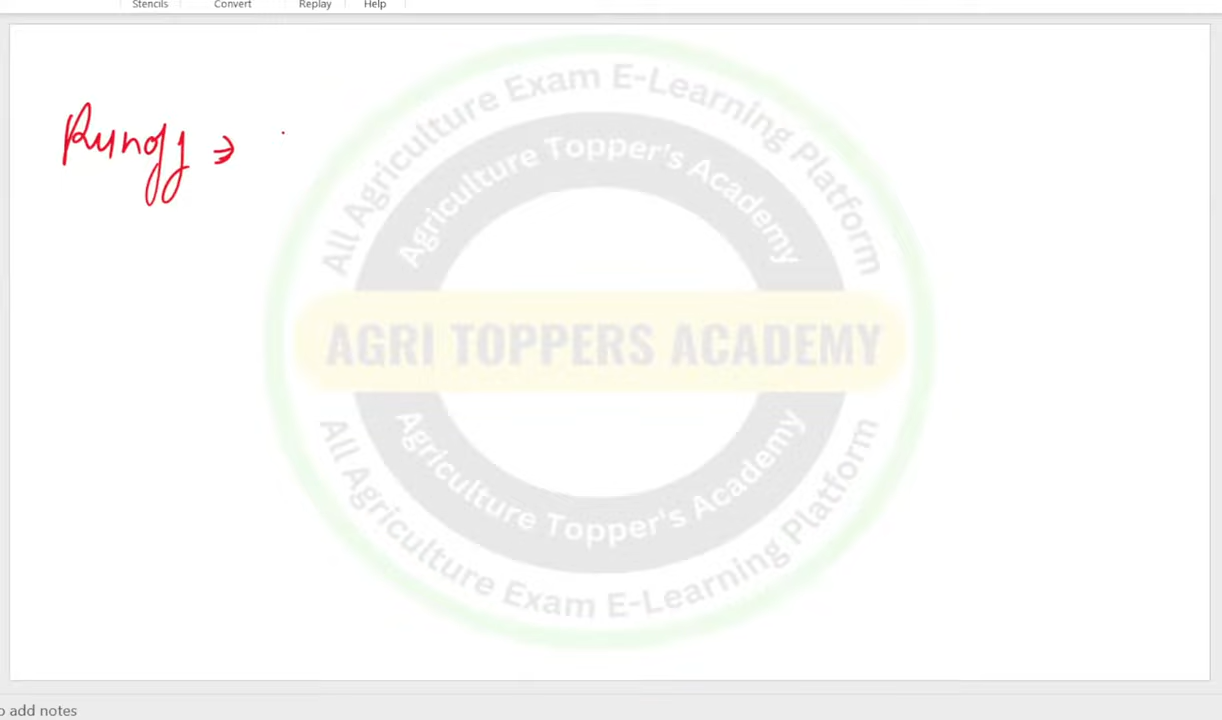 Stencils Convert Replay Help
Runoff ⇒
All Agriculture Exam E-Learning Platform
Agriculture Topper's Academy
AGRI TOPPERS ACADEMY
Agriculture Topper's Academy
All Agriculture Exam E-Learning Platform
o add notes